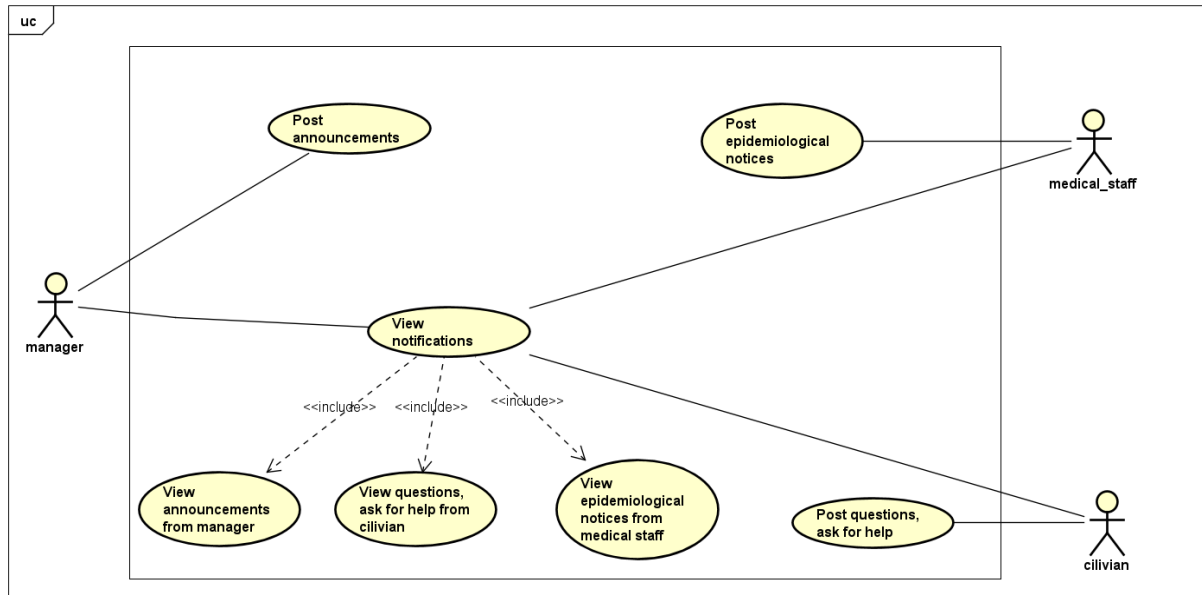 uc
Post
announcements
Post
epidemiological
notices
medical_staff
manager
View
notifications
<<include>>
<<include>>
<<include>>
View
announcements
from manager
View questions,
ask for help from
cilivian
View
epidemiological
notices from
medical staff
Post questions,
ask for help
cilivian